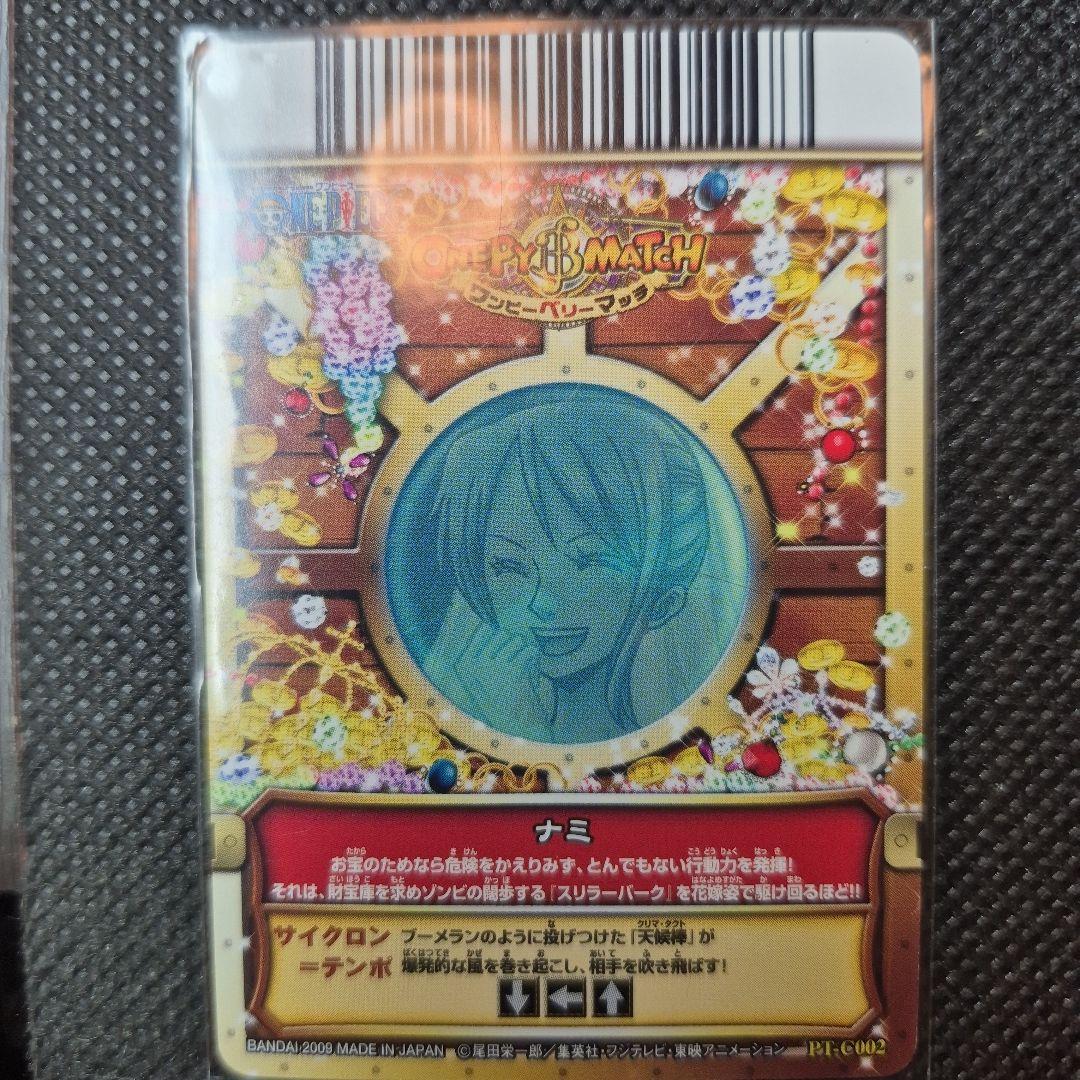 ワンピース
ONE PIECE
ONEPY BERRY MATCH
ワンピーベリーマッチ
ナミ
お宝のためなら危険をかえりみず、とんでもない行動力を発揮!
それは、財宝庫を求めゾンビの闊歩する『スリラーバーク』を花嫁姿で駆け回るほど!!
サイクロン
=テンポ
ブーメランのように投げつけた「天候棒」が
爆発的な風を巻き起こし、相手を吹き飛ばす!
BANDAI 2009 MADE IN JAPAN ©尾田栄一郎/集英社・フジテレビ・東映アニメーション PT-C002